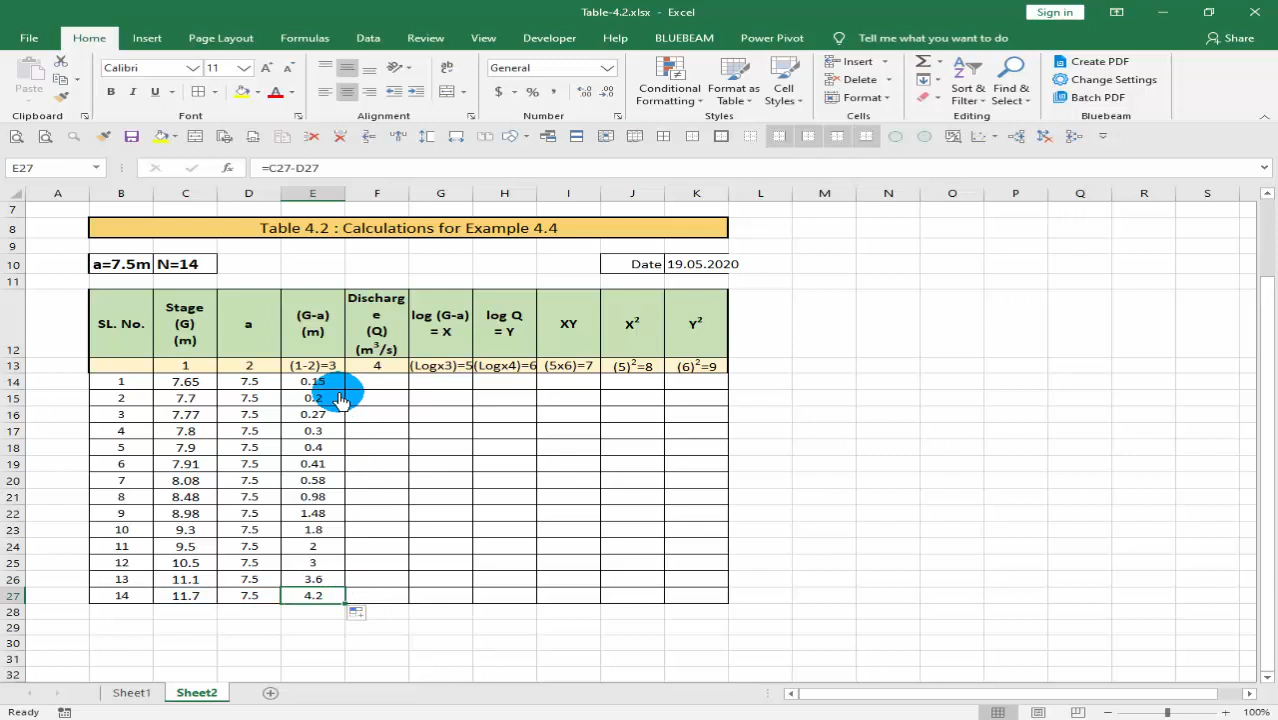 Table-4.2.xlsx - Excel
Sign in
File Home Insert Page Layout Formulas Data Review View Developer Help BLUEBEAM Power Pivot Tell me what you want to do Share
Paste
Calibri 11
B I U A
ab
General
$ % ,
Conditional Formatting
Format as Table
Cell Styles
Insert
Delete
Format
Sort & Filter
Find & Select
Create PDF
Change Settings
Batch PDF
Clipboard Font Alignment Number Styles Cells Editing Bluebeam
E27 fx =C27-D27
A B C D E F G H I J K L M N O P Q R S
7
8 Table 4.2 : Calculations for Example 4.4
9
10 a=7.5m N=14 Date 19.05.2020
11
12 SL. No. Stage (G) (m) a (G-a) (m) Discharge (Q) (m³/s) log (G-a) = X log Q = Y XY X² Y²
13 1 2 (1-2)=3 4 (Logx3)=5 (Logx4)=6 (5x6)=7 (5)²=8 (6)²=9
14 1 7.65 7.5 0.15
15 2 7.7 7.5 0.2
16 3 7.77 7.5 0.27
17 4 7.8 7.5 0.3
18 5 7.9 7.5 0.4
19 6 7.91 7.5 0.41
20 7 8.08 7.5 0.58
21 8 8.48 7.5 0.98
22 9 8.98 7.5 1.48
23 10 9.3 7.5 1.8
24 11 9.5 7.5 2
25 12 10.5 7.5 3
26 13 11.1 7.5 3.6
27 14 11.7 7.5 4.2
28
29
30
31
32
Sheet1 Sheet2
Ready 100%